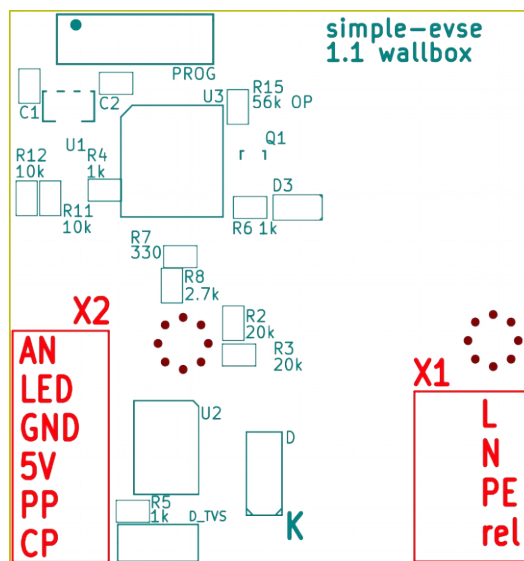 simple-evse
1.1 wallbox
PROG
C1
C2
U3
R15
56k OP
U1
Q1
R12
10k
R4
1k
D3
R11
10k
R6 1k
R7
330
R8
2.7k
X2
R2
20k
R3
20k
X1
AN
LED
GND
5V
PP
CP
U2
D
K
R5
1k
D_TVS
L
N
PE
rel